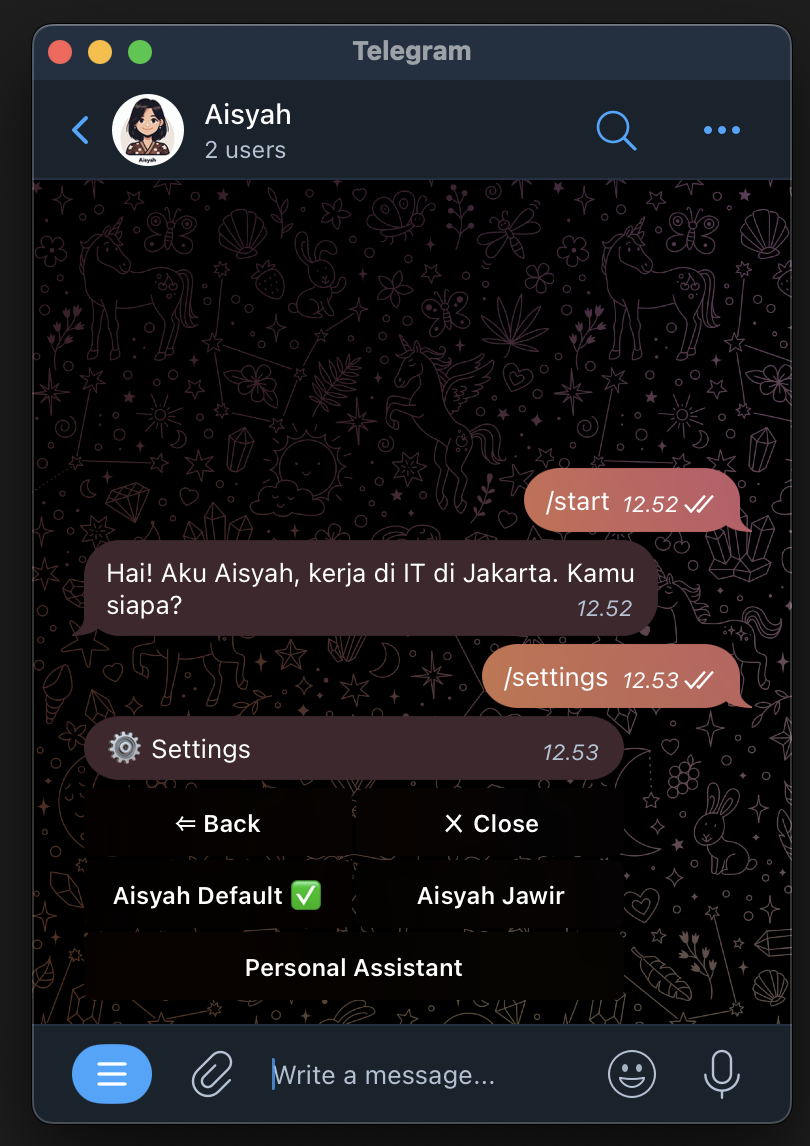 Telegram
Aisyah
2 users
Aisyah
/start 12.52
Hai! Aku Aisyah, kerja di IT di Jakarta. Kamu
siapa? 12.52
/settings 12.53
⚙️ Settings 12.53
⇐ Back
X Close
Aisyah Default ✅
Aisyah Jawir
Personal Assistant
Write a message...